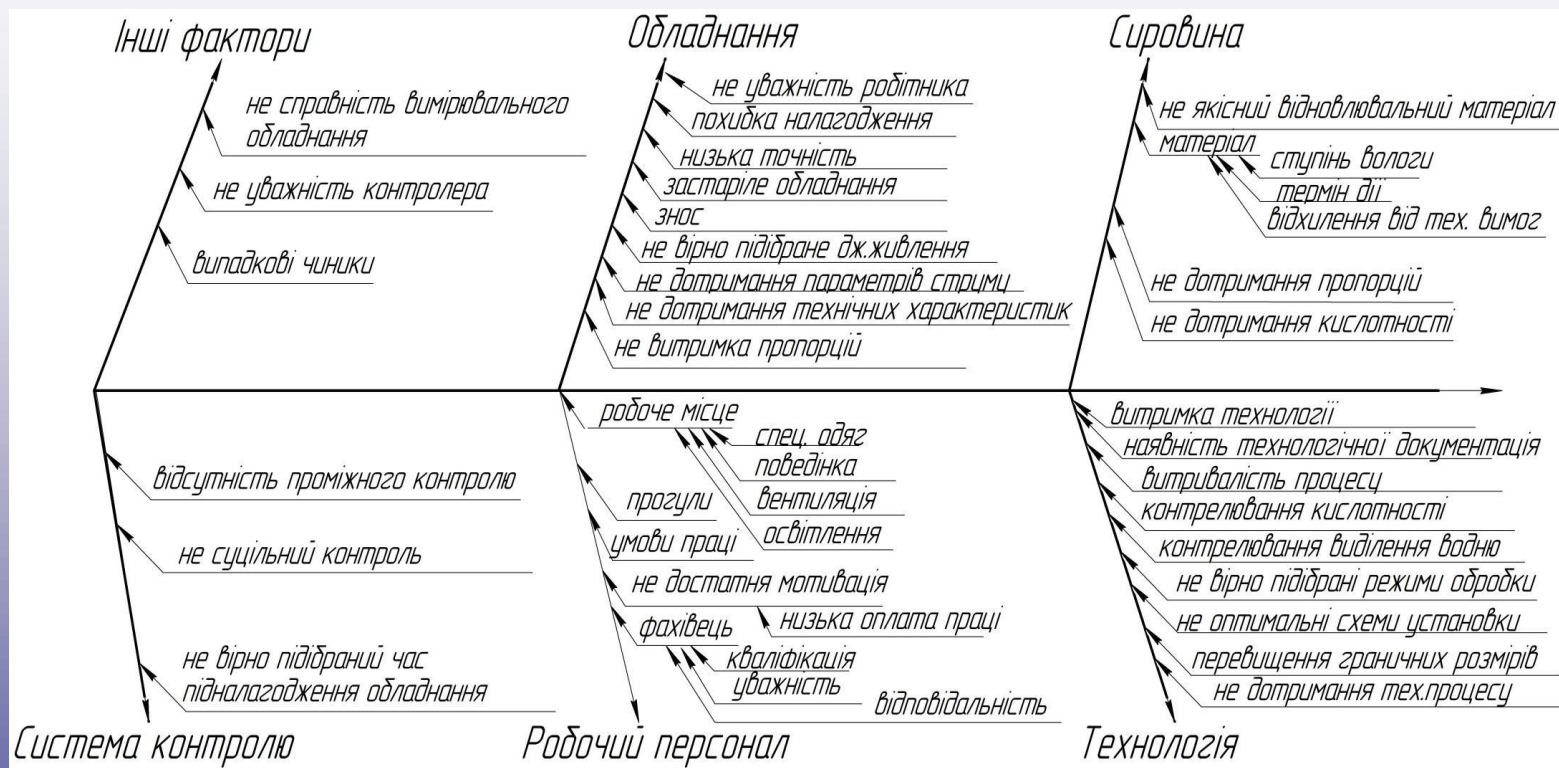 Інші фактори
не справність вимірювального
обладнання
не уважність контролера
випадкові чиники
Обладнання
не уважність робітника
похибка налагодження
низька точність
застаріле обладнання
знос
не вірно підібране дж.живлення
не дотримання параметрів струму
не дотримання технічних характеристик
не витримка пропорцій
Сировина
не якісний відновлювальний матеріал
матеріал
ступінь вологи
термін дії
відхилення від тех. вимог
не дотримання пропорцій
не дотримання кислотності
відсутність проміжного контролю
не суцільний контроль
не вірно підібраний час
підналагодження обладнання
Система контролю
робоче місце
спец. одяг
поведінка
вентиляція
освітлення
прогули
умови праці
не достатня мотивація
низька оплата праці
фахівець
кваліфікація
уважність
відповідальність
Робочий персонал
витримка технології
наявність технологічної документація
витривалість процесу
контрелювання кислотності
контрелювання виділення водню
не вірно підібрані режими обробки
не оптимальні схеми установки
перевищення граничних розмірів
не дотримання тех.процесу
Технологія